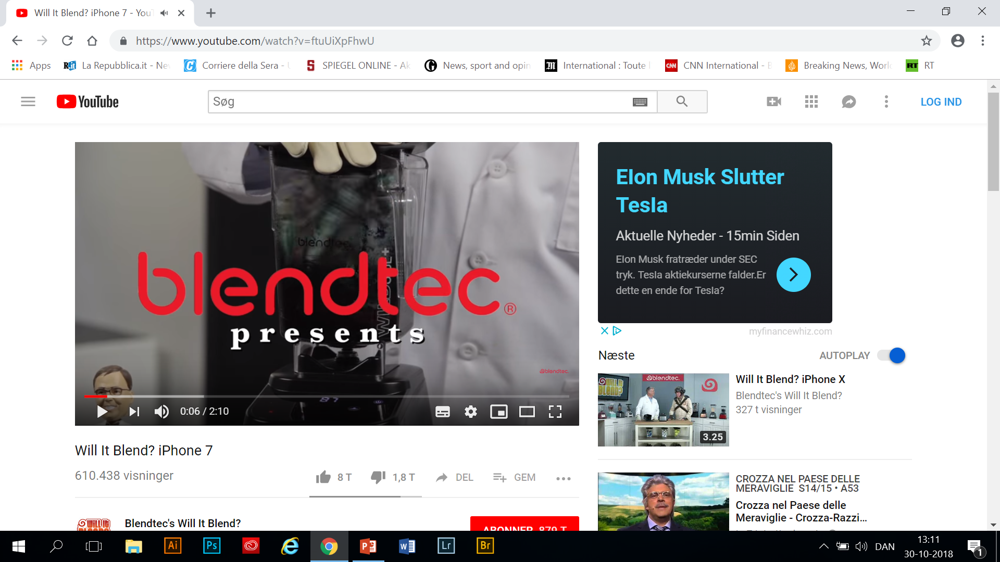 Will It Blend? iPhone 7 - You
https://www.youtube.com/watch?v=ftuUiXpFhwU
Apps
La Repubblica.it - Ne
Corriere della Sera -
SPIEGEL ONLINE - Ak
News, sport and opin
International : Toute
CNN International -
Breaking News, Worl
RT
YouTube
Søg
LOG IND
blendtec
blendtec®
presents
blendtec.
0:06 / 2:10
Elon Musk Slutter
Tesla
Aktuelle Nyheder - 15min Siden
Elon Musk fratræder under SEC
tryk. Tesla aktiekurserne falder.Er
dette en ende for Tesla?
myfinancewhiz.com
Næste
AUTOPLAY
WILL IT
BLEND?
blendtec.
3.25
Will It Blend? iPhone X
Blendtec's Will It Blend?
327 t visninger
Will It Blend? iPhone 7
610.438 visninger
8 T
1,8 T
DEL
GEM
CROZZA NEL PAESE DELLE
MERAVIGLIE S14/15 • A53
Crozza nel Paese delle
Meraviglie - Crozza-Razzi...
WILL IT
Blendtec's Will It Blend?
ABONNER 879 T
Ai
Ps
Lr
Br
DAN
13:11
30-10-2018
1